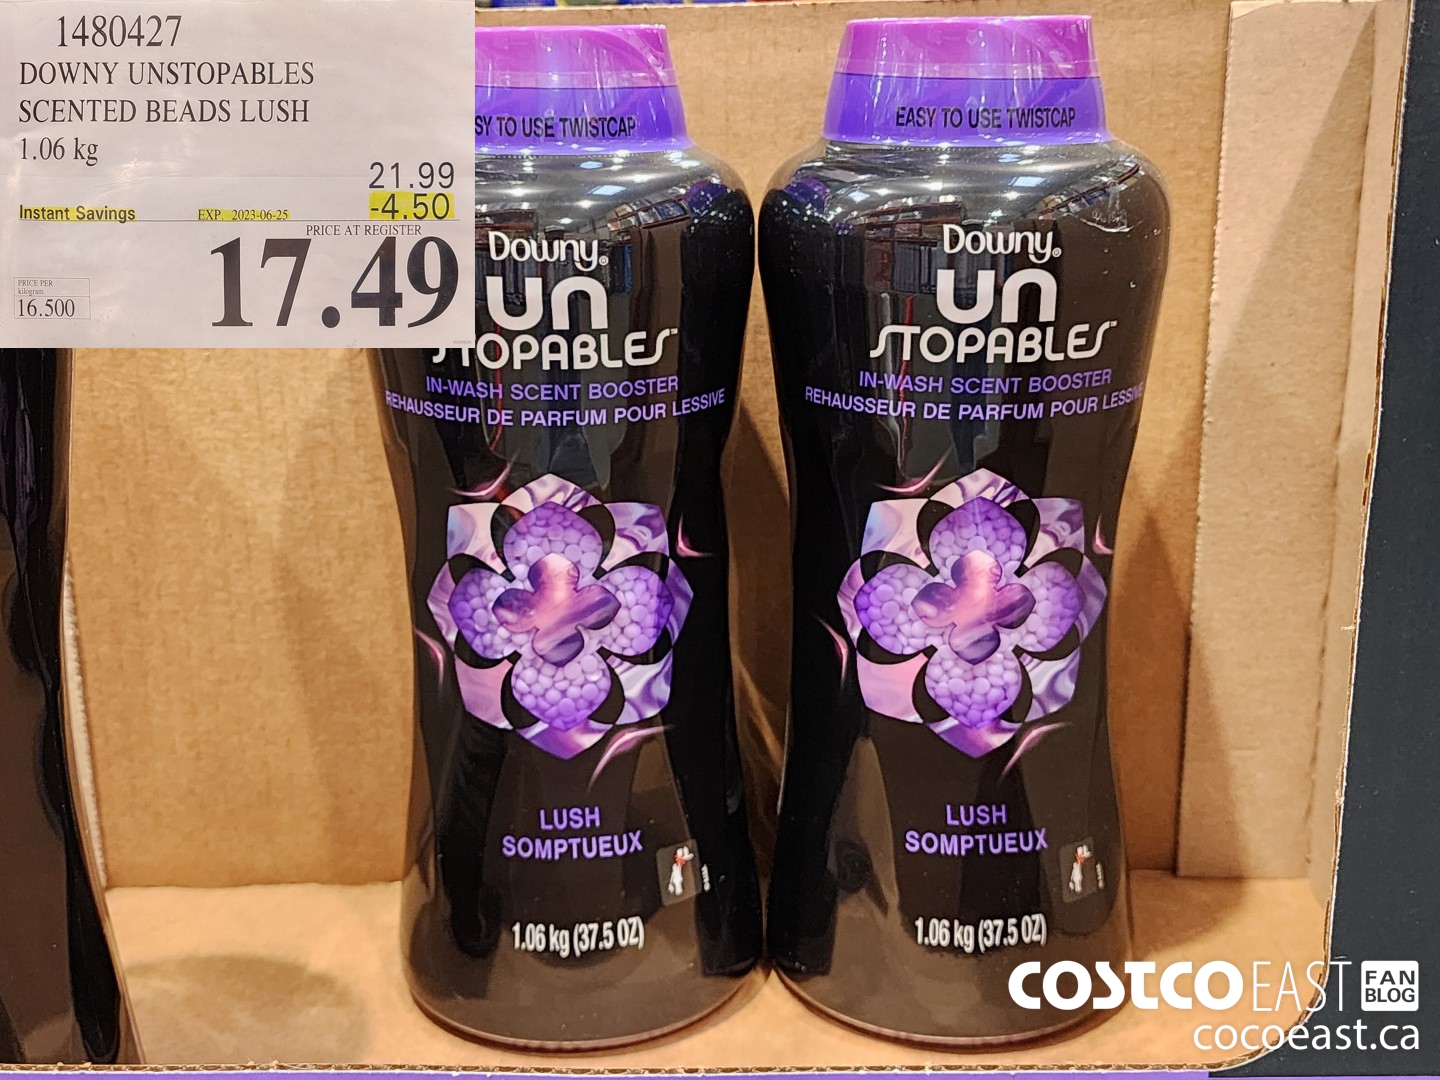 1480427
DOWNY UNSTOPABLES
SCENTED BEADS LUSH
1.06 kg
21.99
Instant Savings EXP. 2023-06-25 -4.50
PRICE AT REGISTER
17.49
PRICE PER
kilogram
16.500
SY TO USE TWISTCAP
Downy®
UN
STOPABLES™
IN-WASH SCENT BOOSTER
REHAUSSEUR DE PARFUM POUR LESSIVE
LUSH
SOMPTUEUX
1.06 kg (37.5 OZ)
EASY TO USE TWISTCAP
Downy®
UN
STOPABLES™
IN-WASH SCENT BOOSTER
REHAUSSEUR DE PARFUM POUR LESSIVE
LUSH
SOMPTUEUX
1.06 kg (37.5 OZ)
COSTCO EAST FAN BLOG
cocoeast.ca